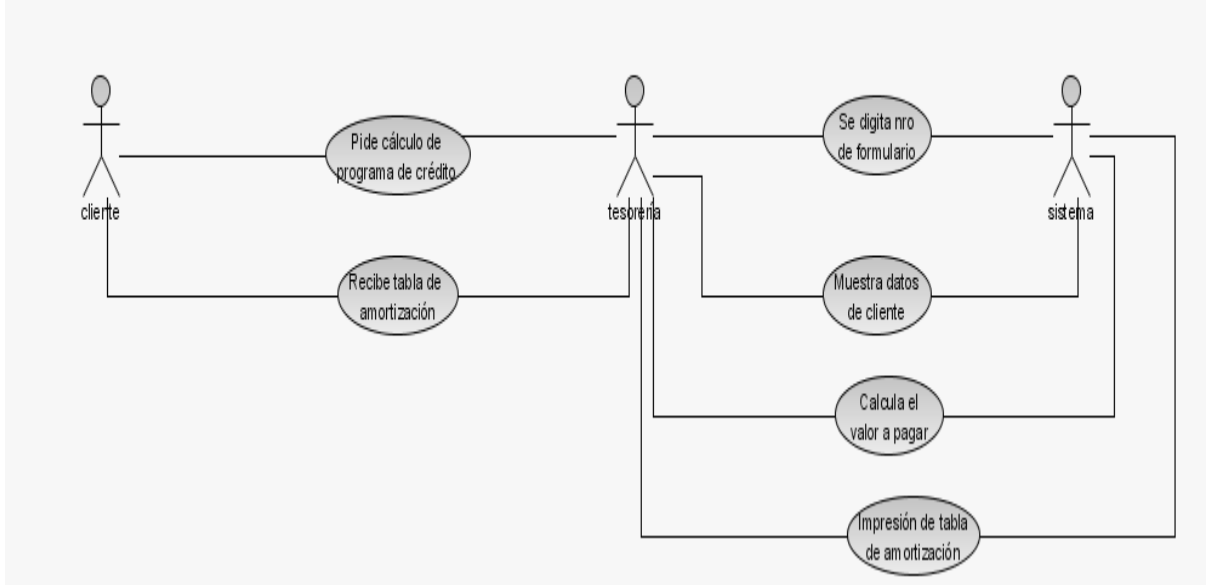 Pide cálculo de
programa de crédito
Se digita nro
de formulario
cliente
tesorería
sistema
Recibe tabla de
amortización
Muestra datos
de cliente
Calcula el
valor a pagar
Impresión de tabla
de amortización